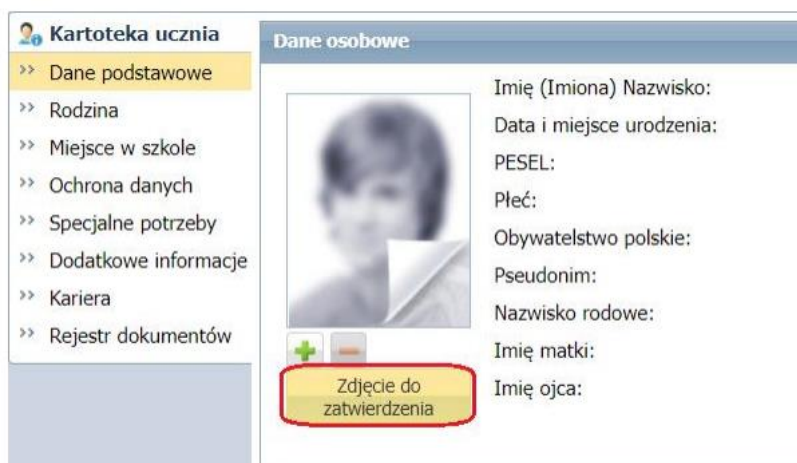 Kartoteka ucznia
>> Dane podstawowe
>> Rodzina
>> Miejsce w szkole
>> Ochrona danych
>> Specjalne potrzeby
>> Dodatkowe informacje
>> Kariera
>> Rejestr dokumentów
Dane osobowe
Imię (Imiona) Nazwisko:
Data i miejsce urodzenia:
PESEL:
Płeć:
Obywatelstwo polskie:
Pseudonim:
Nazwisko rodowe:
Imię matki:
Imię ojca:
Zdjęcie do
zatwierdzenia